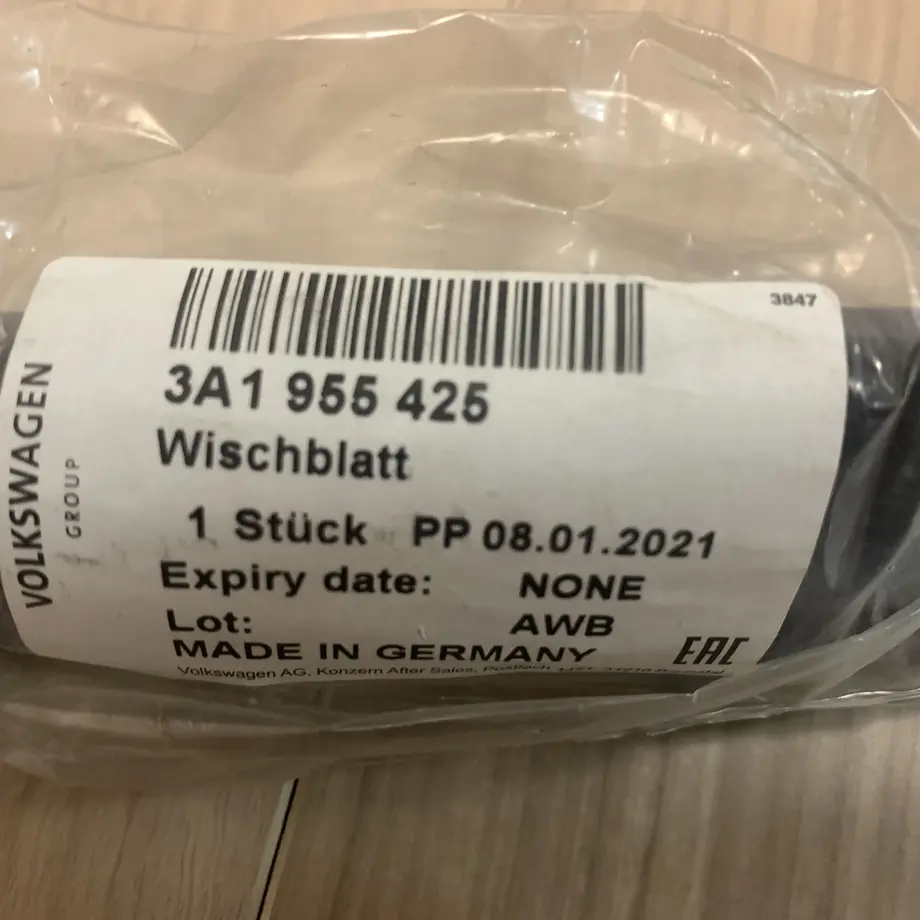 3847
VOLKSWAGEN
GROUP
3A1 955 425
Wischblatt
1 Stück PP 08.01.2021
Expiry date: NONE
Lot: AWB
MADE IN GERMANY EAC
Volkswagen AG, Konzern After Sales, Postfach